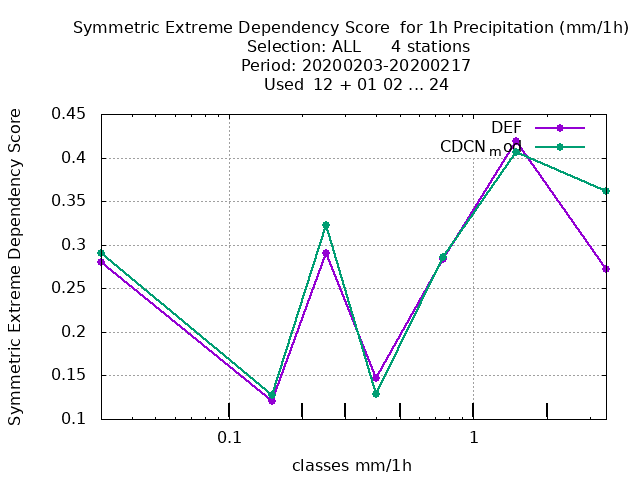 Symmetric Extreme Dependency Score for 1h Precipitation (mm/1h)
Selection: ALL 4 stations
Period: 20200203-20200217
Used 12 + 01 02 ... 24
Symmetric Extreme Dependency Score
0.45
0.4
0.35
0.3
0.25
0.2
0.15
0.1
DEF
CDCNmod
0.1
1
classes mm/1h